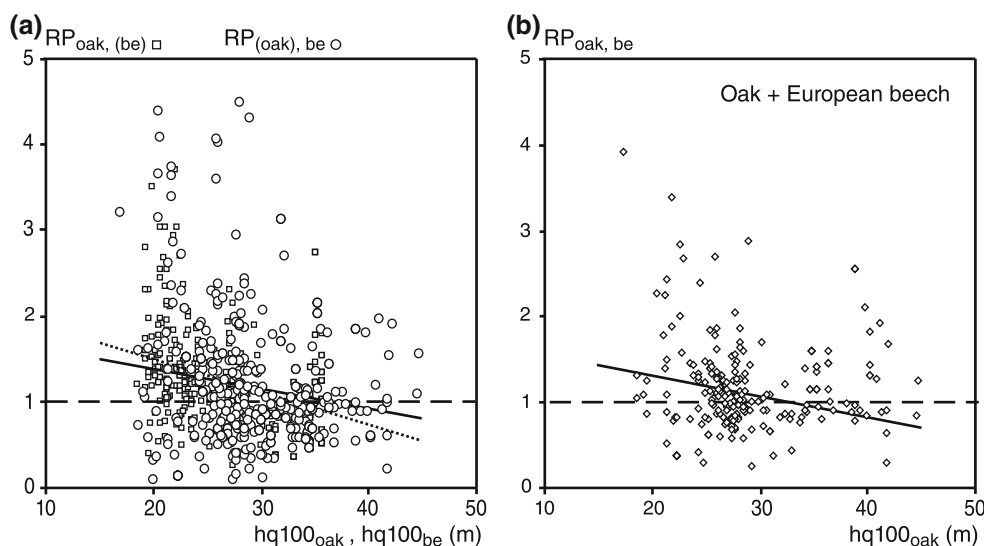 (a)
RPoak, (be) □ RP(oak), be ○
5
4
3
2
1
0
10 20 30 40 50
hq100oak , hq100be (m)
(b)
RPoak, be
5
Oak + European beech
4
3
2
1
0
10 20 30 40 50
hq100oak (m)